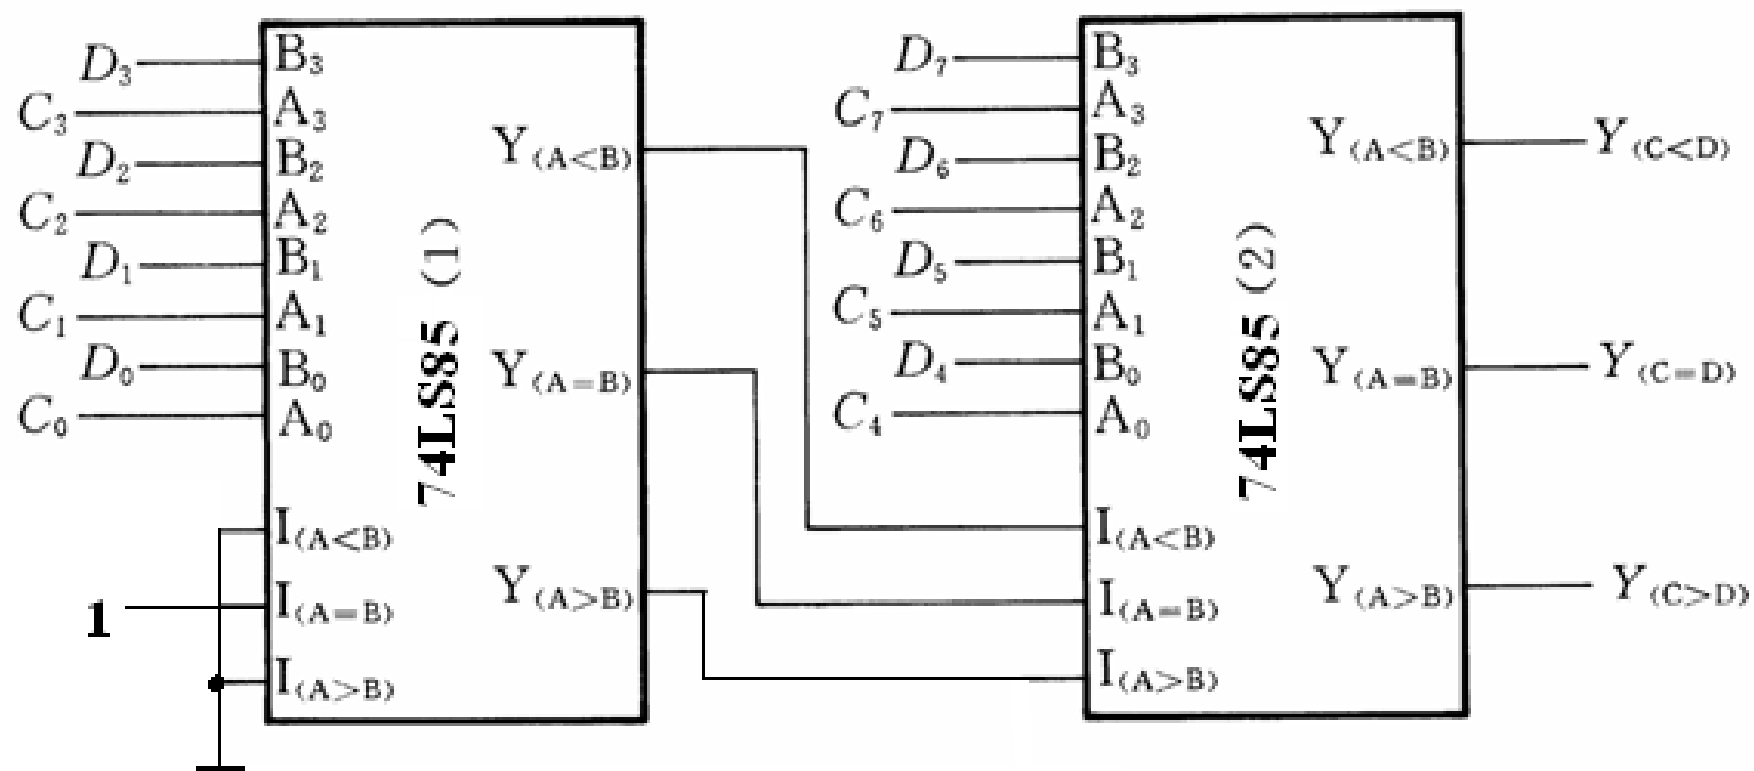 D₃ B₃
C₃ A₃
D₂ B₂
C₂ A₂
D₁ B₁
C₁ A₁
D₀ B₀
C₀ A₀
I(A<B)
1 I(A=B)
I(A>B)
74LS85 (1)
Y(A<B)
Y(A=B)
Y(A>B)
D₇ B₃
C₇ A₃
D₆ B₂
C₆ A₂
D₅ B₁
C₅ A₁
D₄ B₀
C₄ A₀
I(A<B)
I(A=B)
I(A>B)
74LS85 (2)
Y(A<B) Y(C<D)
Y(A=B) Y(C=D)
Y(A>B) Y(C>D)